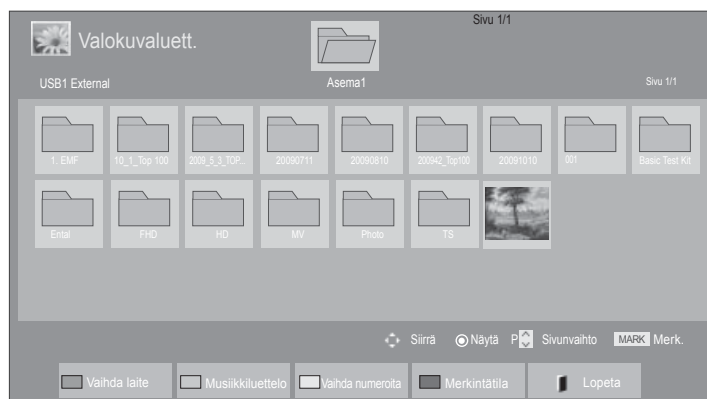 Sivu 1/1
Valokuvaluett.
USB1 External
Asema1
Sivu 1/1
1. EMF
10_1_Top 100
2009_5_3_TOP...
20090711
20090810
200942_Top100
20091010
001
Basic Test Kit
Ental
FHD
HD
MV
Photo
TS
Siirrä
Näytä
P
Sivunvaihto
MARK Merk.
Vaihda laite
Musiikkiluettelo
Vaihda numeroita
Merkintätila
Lopeta